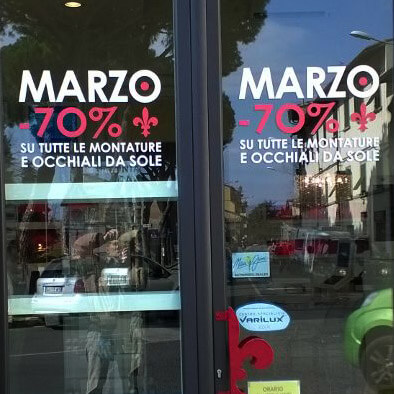 MARZO
-70%
SU TUTTE LE MONTATURE
E OCCHIALI DA SOLE
MARZO
-70%
SU TUTTE LE MONTATURE
E OCCHIALI DA SOLE
VARILUX
ORARIO